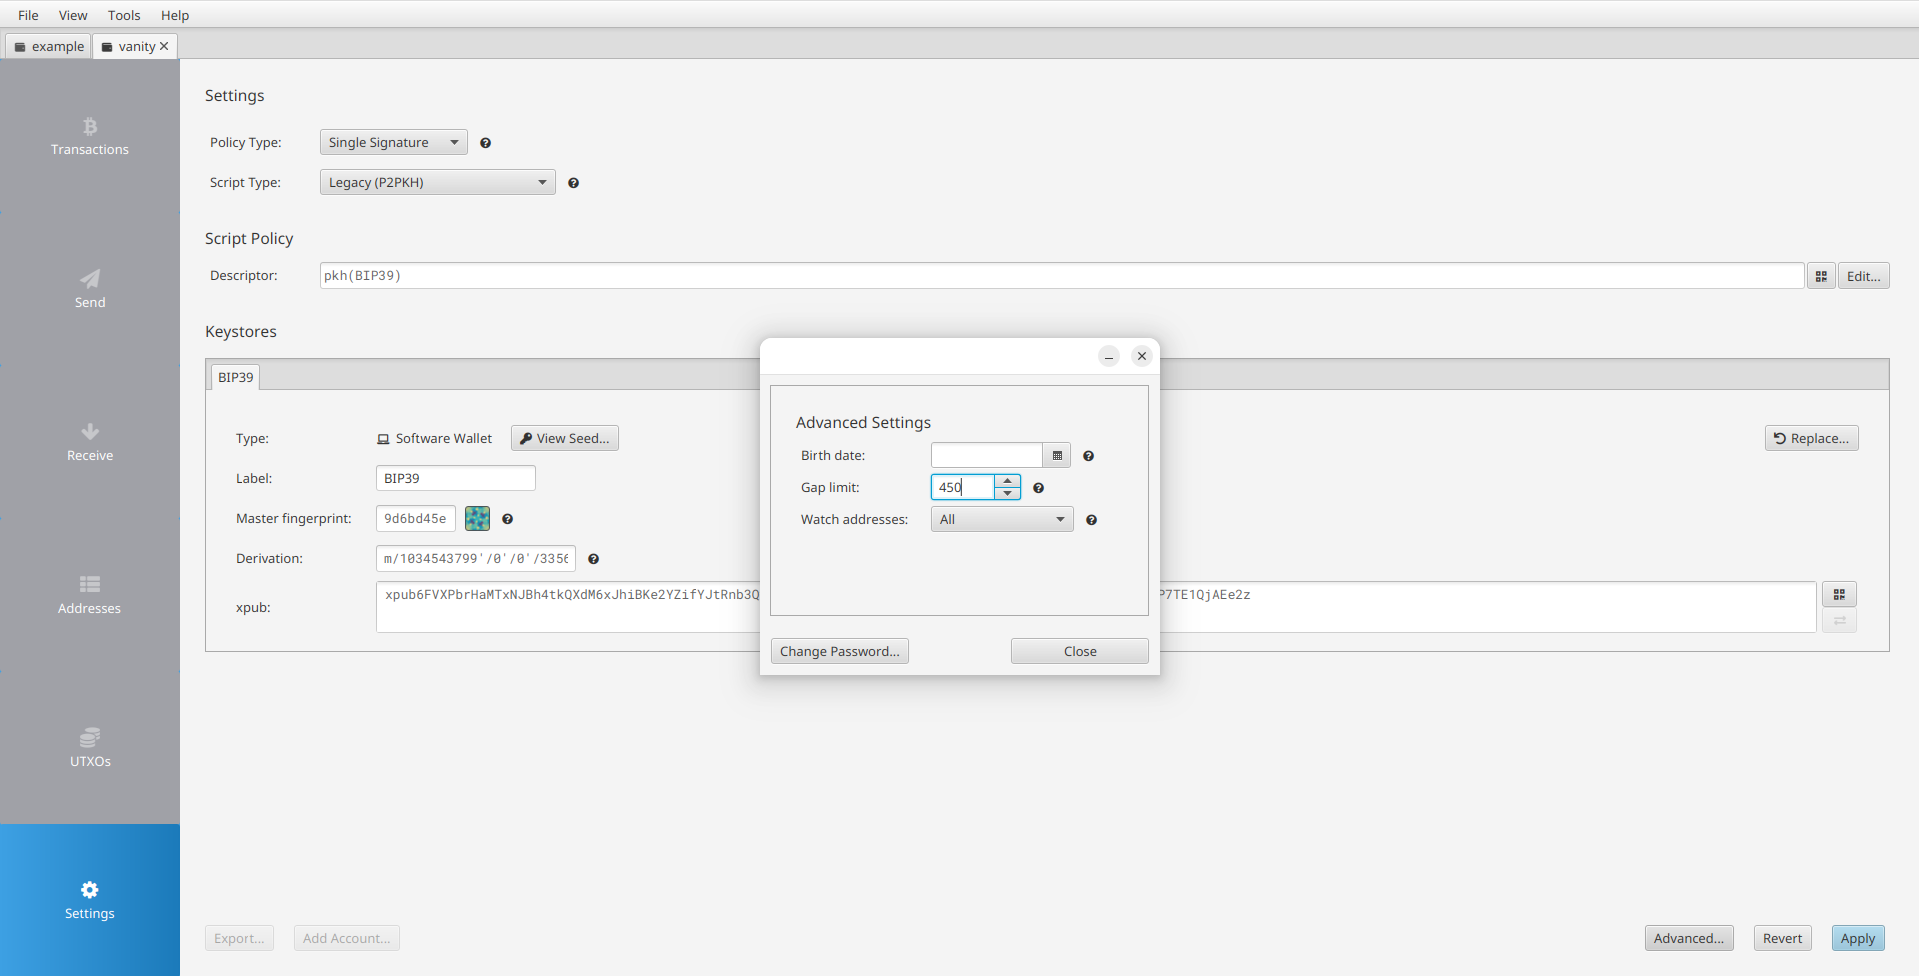 File View Tools Help
example vanity
Transactions
Send
Receive
Addresses
UTXOs
Settings
Settings
Policy Type: Single Signature
Script Type: Legacy (P2PKH)
Script Policy
Descriptor: pkh(BIP39) Edit...
Keystores
BIP39
Type: Software Wallet View Seed... Replace...
Label: BIP39
Master fingerprint: 9d6bd45e
Derivation: m/1034543799'/0'/0'/3356
xpub: xpub6FVXPbrHaMTxNJBh4tkQXdM6xJhiBKe2YZifYJtRnb3Q P7TE1QjAEe2z
Advanced Settings
Birth date:
Gap limit: 450
Watch addresses: All
Change Password... Close
Export... Add Account... Advanced... Revert Apply